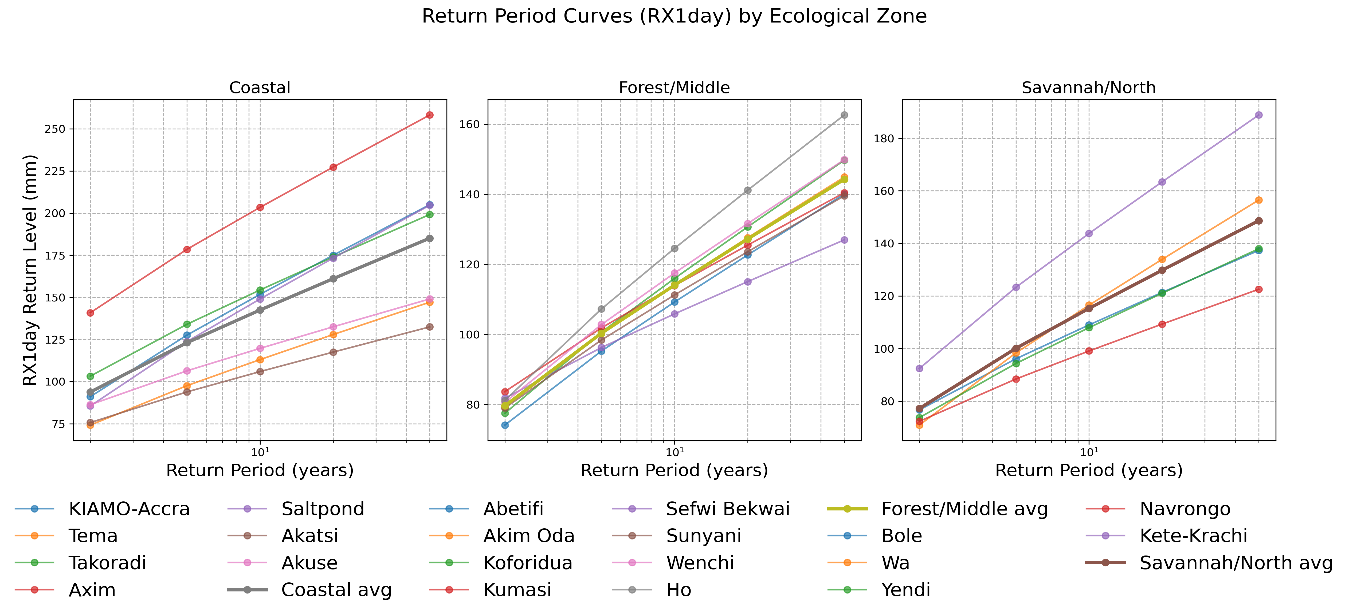 Return Period Curves (RX1day) by Ecological Zone
Coastal
Forest/Middle
Savannah/North
RX1day Return Level (mm)
250
225
200
175
150
125
100
75
160
140
120
100
80
180
160
140
120
100
80
10¹
10¹
10¹
Return Period (years)
Return Period (years)
Return Period (years)
KIAMO-Accra
Tema
Takoradi
Axim
Saltpond
Akatsi
Akuse
Coastal avg
Abetifi
Akim Oda
Koforidua
Kumasi
Sefwi Bekwai
Sunyani
Wenchi
Ho
Forest/Middle avg
Bole
Wa
Yendi
Navrongo
Kete-Krachi
Savannah/North avg